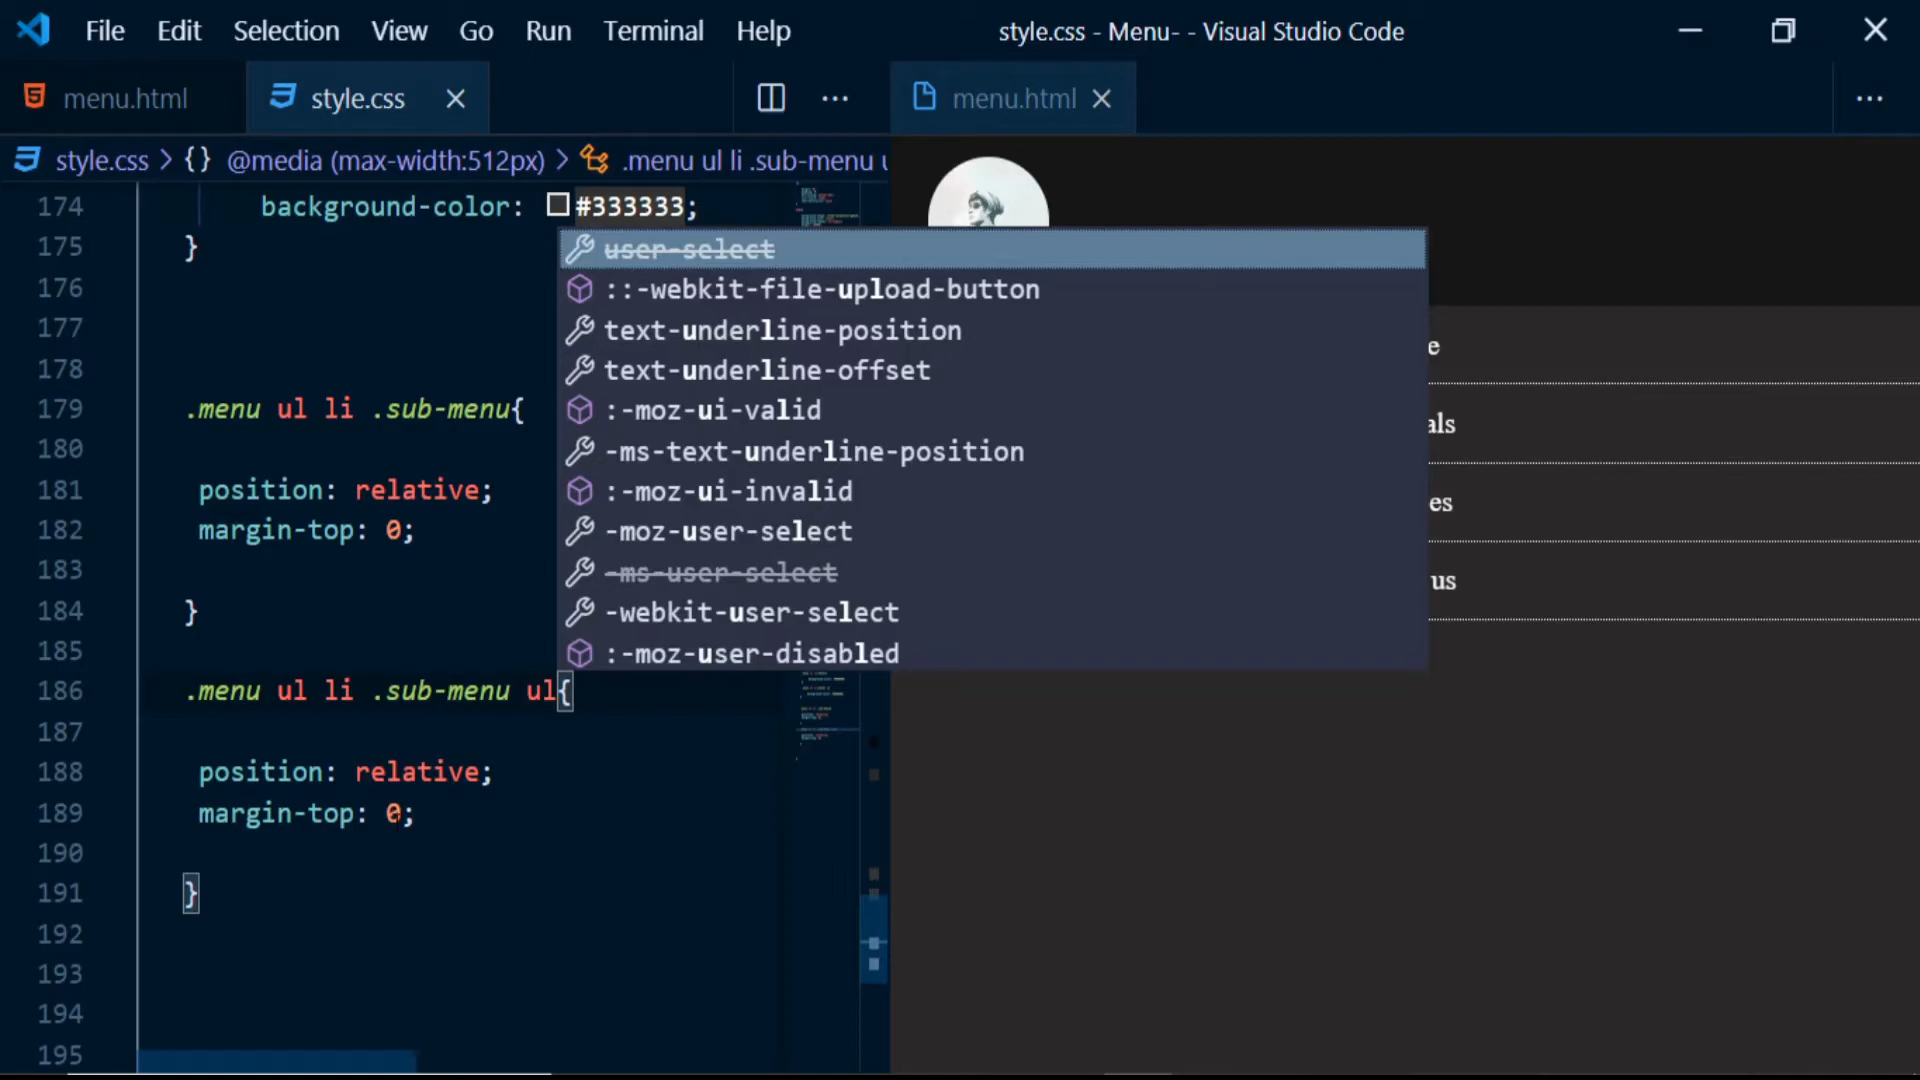 File Edit Selection View Go Run Terminal Help style.css - Menu- - Visual Studio Code
menu.html style.css menu.html
style.css > {} @media (max-width:512px) > .menu ul li .sub-menu u
174 background-color: #333333;
175 }
176
177
178
179 .menu ul li .sub-menu{
180
181 position: relative;
182 margin-top: 0;
183
184 }
185
186 .menu ul li .sub-menu ul{
187
188 position: relative;
189 margin-top: 0;
190
191 }
192
193
194
195
user-select
::-webkit-file-upload-button
text-underline-position
text-underline-offset
:-moz-ui-valid
-ms-text-underline-position
:-moz-ui-invalid
-moz-user-select
-ms-user-select
-webkit-user-select
:-moz-user-disabled
e
als
es
us